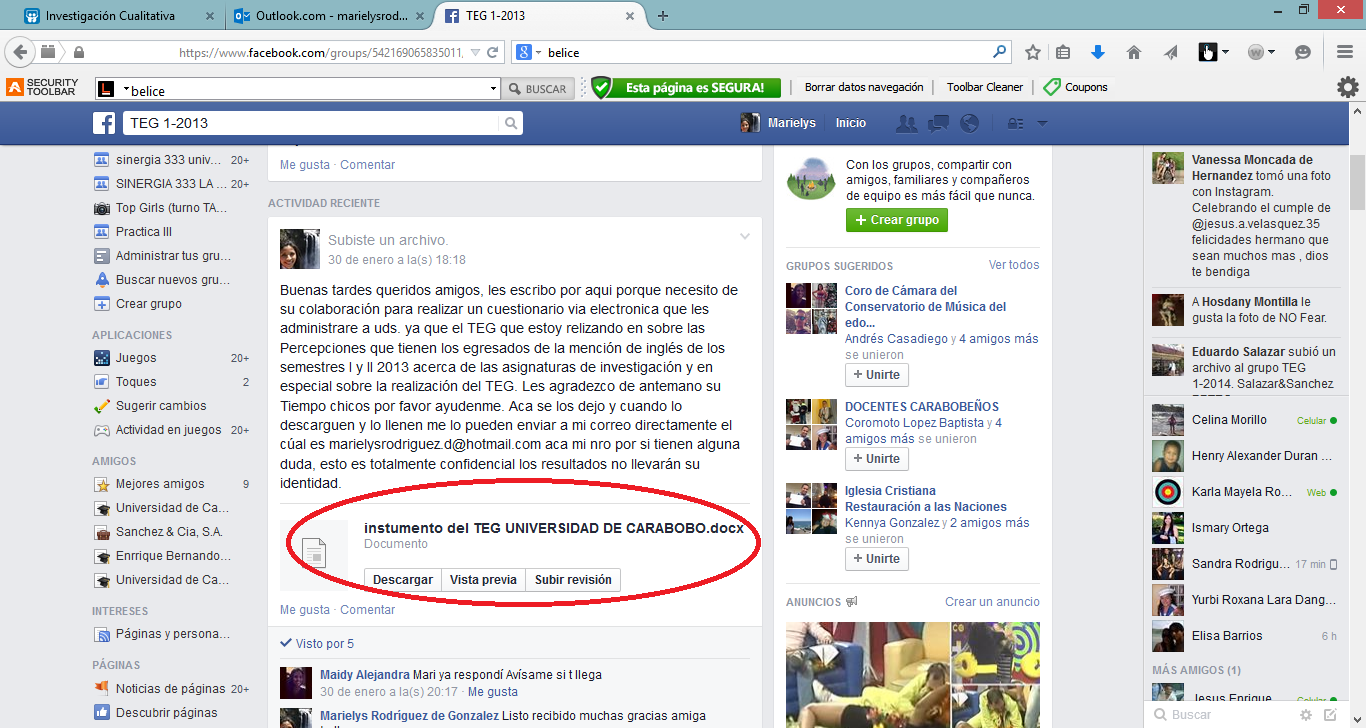 Investigación Cualitativa
Outlook.com - marielysrod...
TEG 1-2013
https://www.facebook.com/groups/542169065835011,
belice
SECURITY TOOLBAR
belice
BUSCAR
Esta página es SEGURA!
Borrar datos navegación
Toolbar Cleaner
Coupons
TEG 1-2013
Marielys
Inicio
sinergia 333 univ... 20+
SINERGIA 333 LA ... 20+
Top Girls (turno TA...
Practica III
Administrar tus gru...
Buscar nuevos gru...
Crear grupo
APLICACIONES
Juegos 20+
Toques 2
Sugerir cambios
Actividad en juegos 20+
AMIGOS
Mejores amigos 9
Universidad de Ca...
Sanchez & Cia, S.A.
Enrrique Bernando...
Universidad de Ca...
INTERESES
Páginas y persona...
PÁGINAS
Noticias de páginas 20+
Descubrir páginas
Me gusta · Comentar
ACTIVIDAD RECIENTE
Subiste un archivo.
30 de enero a la(s) 18:18
Buenas tardes queridos amigos, les escribo por aqui porque necesito de
su colaboración para realizar un cuestionario via electronica que les
administrare a uds. ya que el TEG que estoy relizando en sobre las
Percepciones que tienen los egresados de la mención de inglés de los
semestres I y II 2013 acerca de las asignaturas de investigación y en
especial sobre la realización del TEG. Les agradezco de antemano su
Tiempo chicos por favor ayudenme. Aca se los dejo y cuando lo
descarguen y lo llenen me lo pueden enviar a mi correo directamente el
cúal es marielysrodriguez.d@hotmail.com aca mi nro por si tienen alguna
duda, esto es totalmente confidencial los resultados no llevarán su
identidad.
instumento del TEG UNIVERSIDAD DE CARABOBO.docx
Documento
Descargar
Vista previa
Subir revisión
Me gusta · Comentar
Visto por 5
Maidy Alejandra Mari ya respondí Avísame si t llega
30 de enero a la(s) 20:17 · Me gusta
Marielys Rodriguez de Gonzalez Listo recibido muchas gracias amiga
Con los grupos, compartir con
amigos, familiares y compañeros
de equipo es más fácil que nunca.
+ Crear grupo
GRUPOS SUGERIDOS
Ver todos
Coro de Cámara del
Conservatorio de Música del
edo...
Andrés Casadiego y 4 amigos más
se unieron
+ Unirte
DOCENTES CARABOBEÑOS
Coromoto Lopez Baptista y 4
amigos más se unieron
+ Unirte
Iglesia Cristiana
Restauración a las Naciones
Kennya Gonzalez y 2 amigos más
se unieron
+ Unirte
ANUNCIOS
Crear un anuncio
Vanessa Moncada de
Hernandez tomó una foto
con Instagram.
Celebrando el cumple de
@jesus.a.velasquez.35
felicidades hermano que
sean muchos mas , dios
te bendiga
A Hosdany Montilla le
gusta la foto de NO Fear.
Eduardo Salazar subió un
archivo al grupo TEG
1-2014. Salazar&Sanchez
Celina Morillo Celular
Henry Alexander Duran ...
Karla Mayela Ro... Web
Ismary Ortega
Sandra Rodrigu... 17 min
Yurbi Roxana Lara Dang...
Elisa Barrios 6 h
MÁS AMIGOS (1)
Jesus Enrique Celular
Buscar